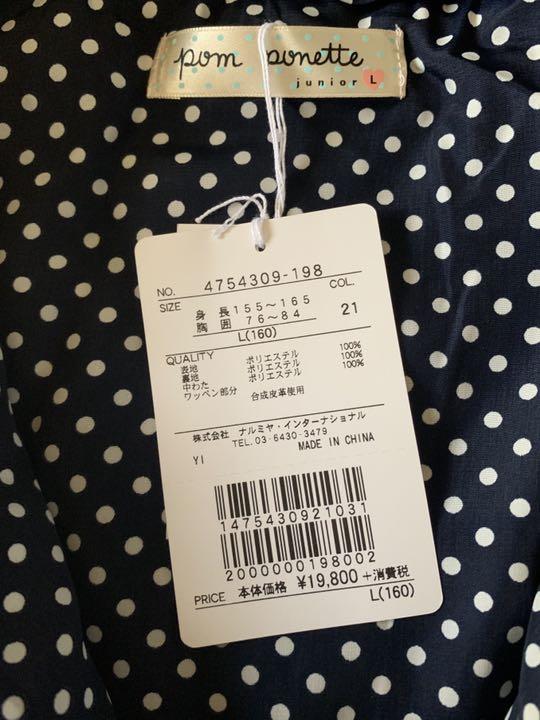 pom ponette
junior L
NO. 4754309-198
SIZE 身長 155～165 COL.
胸囲 76～84 21
L(160)
QUALITY
表地 ポリエステル 100%
裏地 ポリエステル 100%
中わた ポリエステル 100%
ワッペン部分 合成皮革使用
株式会社 ナルミヤ・インターナショナル
TEL.03-6430-3479
YI MADE IN CHINA
1475430921031
2000000198002
PRICE 本体価格 ¥19,800 +消費税
L(160)